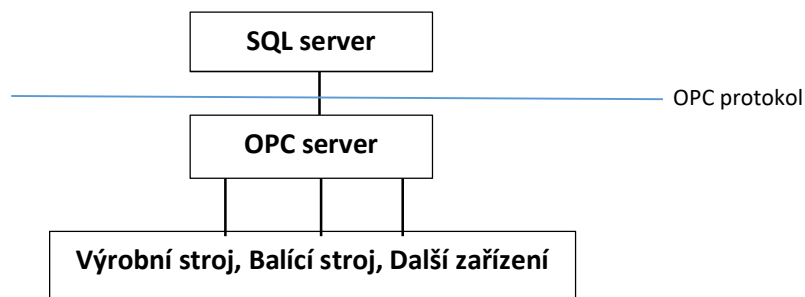 SQL server
OPC protokol
OPC server
Výrobní stroj, Balící stroj, Další zařízení